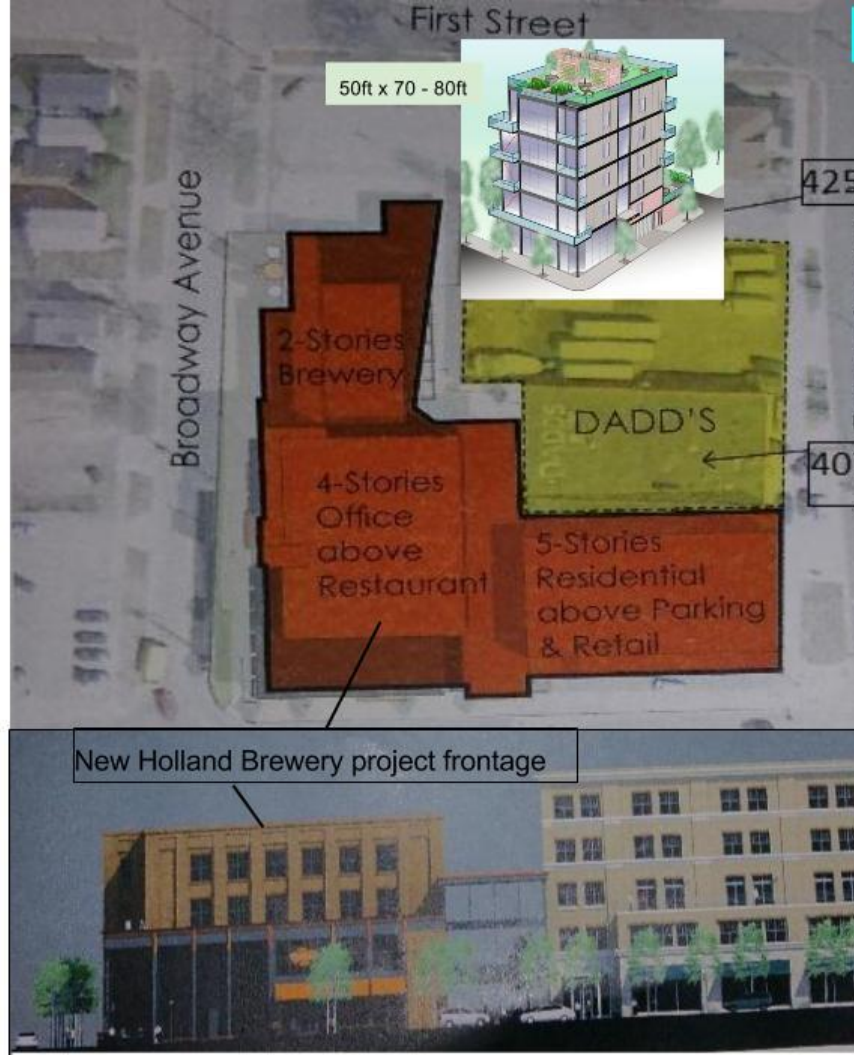 First Street
50ft x 70 - 80ft
425
Broadway Avenue
2-Stories
Brewery
DADD'S
40
4-Stories
Office
above
Restaurant
5-Stories
Residential
above Parking
& Retail
New Holland Brewery project frontage